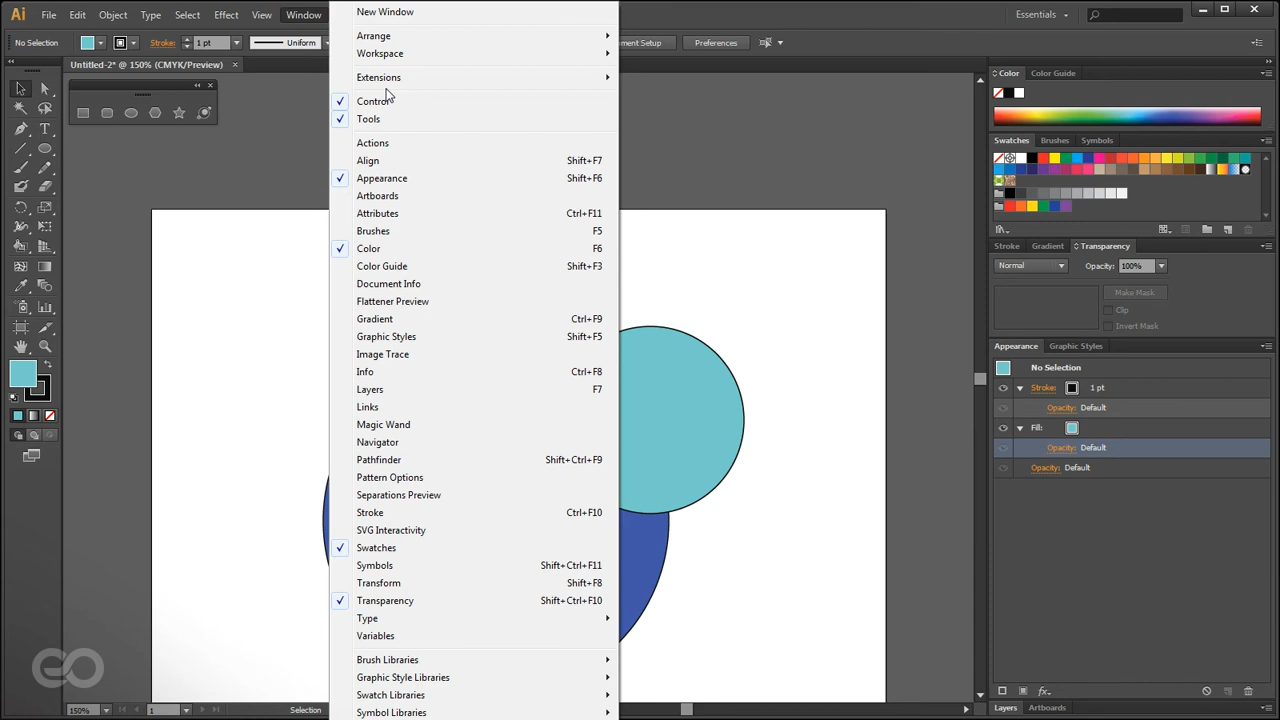 Ai File Edit Object Type Select Effect View Window Essentials
No Selection Stroke: 1 pt Uniform ment Setup Preferences
Untitled-2* @ 150% (CMYK/Preview)
New Window
Arrange
Workspace
Extensions
Control
Tools
Actions
Align Shift+F7
Appearance Shift+F6
Artboards
Attributes Ctrl+F11
Brushes F5
Color F6
Color Guide Shift+F3
Document Info
Flattener Preview
Gradient Ctrl+F9
Graphic Styles Shift+F5
Image Trace
Info Ctrl+F8
Layers F7
Links
Magic Wand
Navigator
Pathfinder Shift+Ctrl+F9
Pattern Options
Separations Preview
Stroke Ctrl+F10
SVG Interactivity
Swatches
Symbols Shift+Ctrl+F11
Transform Shift+F8
Transparency Shift+Ctrl+F10
Type
Variables
Brush Libraries
Graphic Style Libraries
Swatch Libraries
Symbol Libraries
Color Color Guide
Swatches Brushes Symbols
Stroke Gradient Transparency
Normal Opacity: 100%
Make Mask
Clip
Invert Mask
Appearance Graphic Styles
No Selection
Stroke: 1 pt
Opacity: Default
Fill:
Opacity: Default
Opacity: Default
fx
Layers Artboards
150% 1 Selection